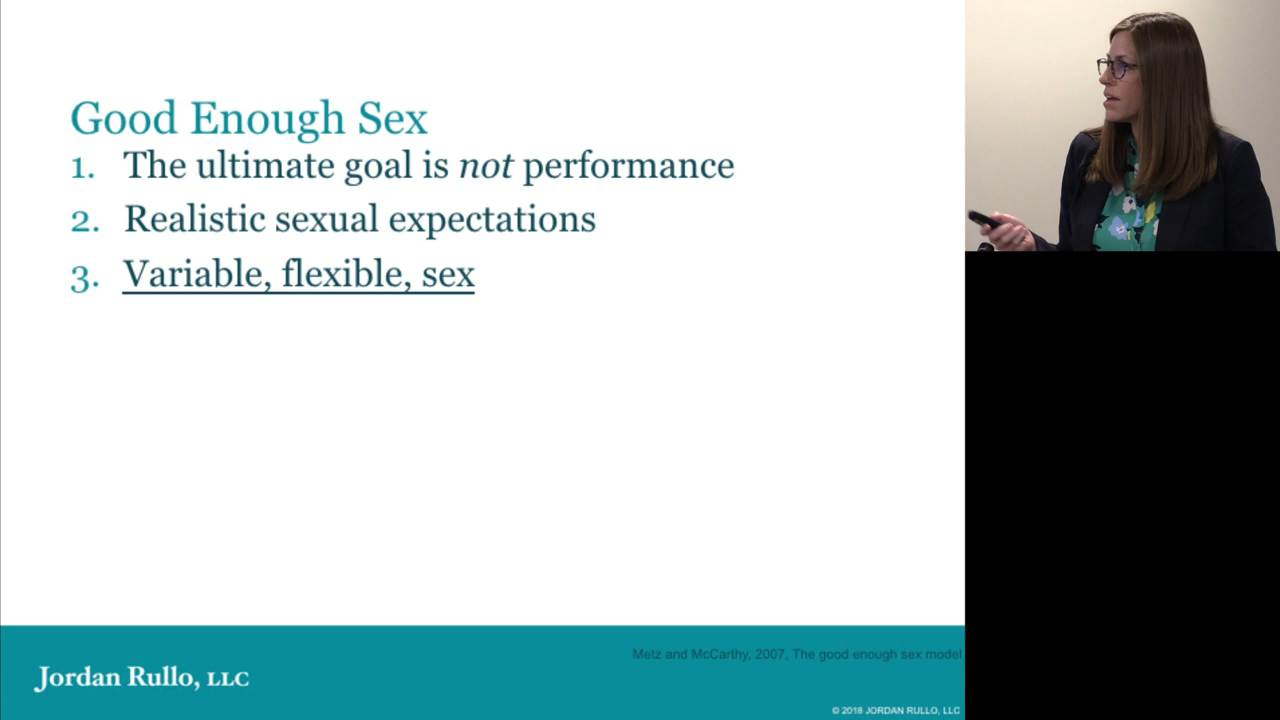 Good Enough Sex
1. The ultimate goal is not performance
2. Realistic sexual expectations
3. Variable, flexible, sex
Metz and McCarthy, 2007, The good enough sex model
Jordan Rullo, LLC
© 2018 JORDAN RULLO, LLC